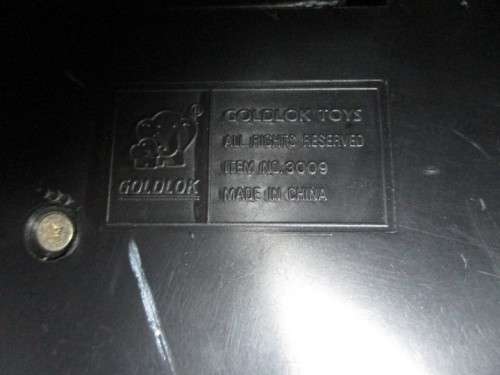 GOLDLOK
GOLDLOK TOYS
ALL RIGHTS RESERVED
ITEM NO. 3009
MADE IN CHINA